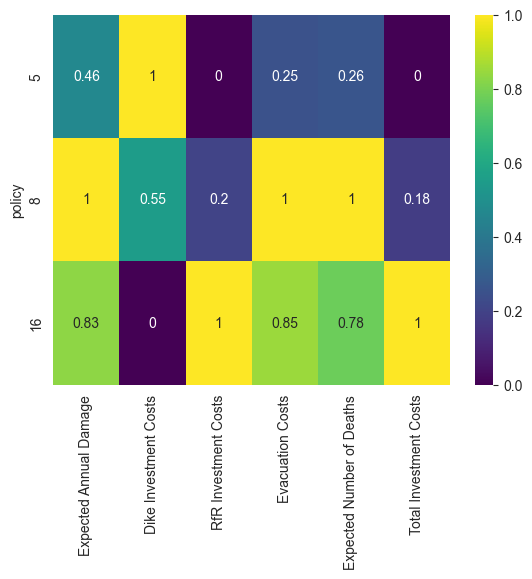 policy
5
8
16
0.46 1 0 0.25 0.26 0
1 0.55 0.2 1 1 0.18
0.83 0 1 0.85 0.78 1
Expected Annual Damage
Dike Investment Costs
RfR Investment Costs
Evacuation Costs
Expected Number of Deaths
Total Investment Costs
1.0
0.8
0.6
0.4
0.2
0.0